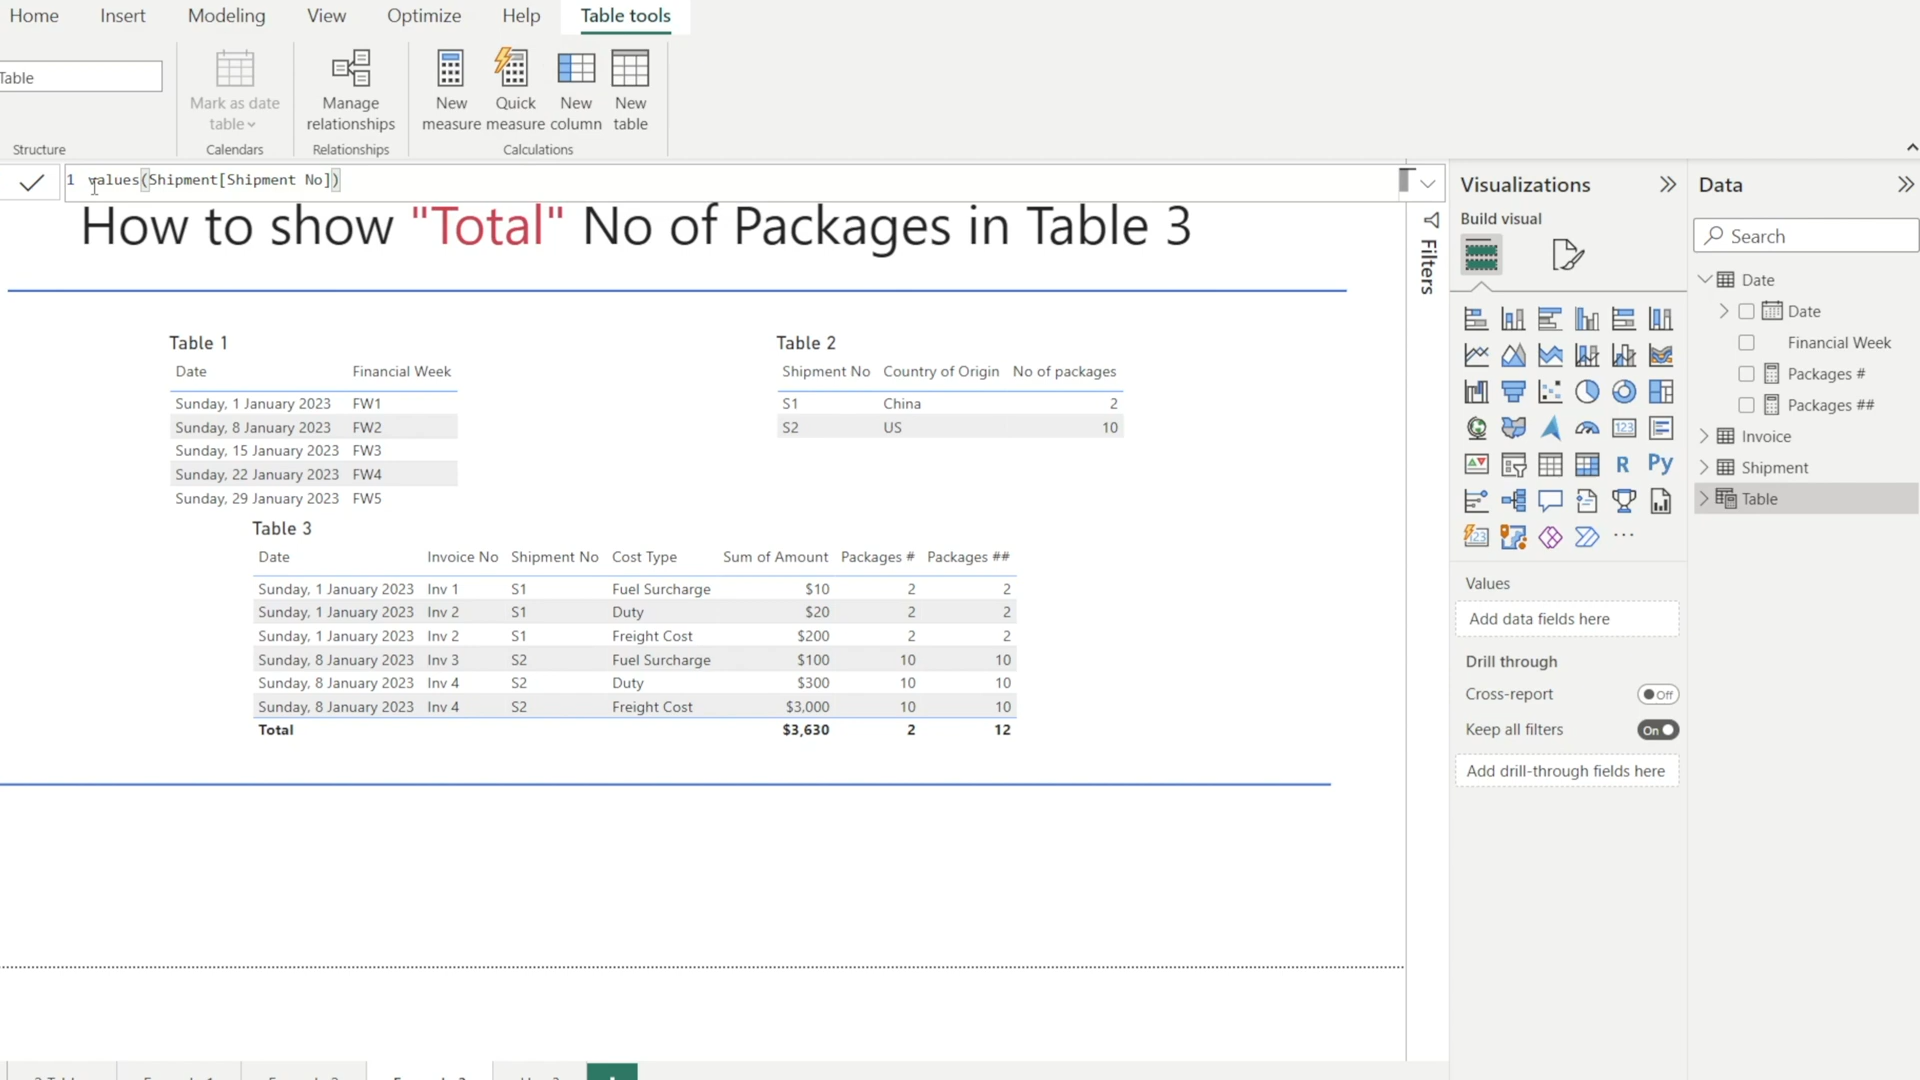 Home Insert Modeling View Optimize Help Table tools
Table
Mark as date table
Manage relationships
New measure
Quick measure
New column
New table
Structure Calendars Relationships Calculations
1 values(Shipment[Shipment No])
How to show "Total" No of Packages in Table 3
Table 1
Date Financial Week
Sunday, 1 January 2023 FW1
Sunday, 8 January 2023 FW2
Sunday, 15 January 2023 FW3
Sunday, 22 January 2023 FW4
Sunday, 29 January 2023 FW5
Table 2
Shipment No Country of Origin No of packages
S1 China 2
S2 US 10
Table 3
Date Invoice No Shipment No Cost Type Sum of Amount Packages # Packages ##
Sunday, 1 January 2023 Inv 1 S1 Fuel Surcharge $10 2 2
Sunday, 1 January 2023 Inv 2 S1 Duty $20 2 2
Sunday, 1 January 2023 Inv 2 S1 Freight Cost $200 2 2
Sunday, 8 January 2023 Inv 3 S2 Fuel Surcharge $100 10 10
Sunday, 8 January 2023 Inv 4 S2 Duty $300 10 10
Sunday, 8 January 2023 Inv 4 S2 Freight Cost $3,000 10 10
Total $3,630 2 12
Filters
Visualizations
Build visual
123
R Py
123
Values
Add data fields here
Drill through
Cross-report Off
Keep all filters On
Add drill-through fields here
Data
Search
Date
Date
Financial Week
Packages #
Packages ##
Invoice
Shipment
Table